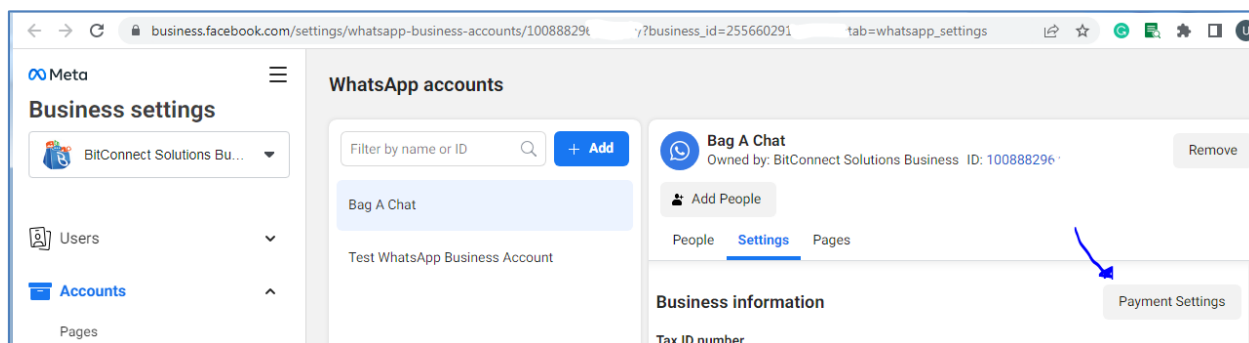 business.facebook.com/settings/whatsapp-business-accounts/10088829 ?business_id=255660291 tab=whatsapp_settings
Meta
Business settings
BitConnect Solutions Bu...
Users
Accounts
Pages
WhatsApp accounts
Filter by name or ID
+ Add
Bag A Chat
Test WhatsApp Business Account
Bag A Chat
Owned by: BitConnect Solutions Business ID: 100888296
Remove
Add People
People Settings Pages
Business information
Payment Settings
Tax ID number